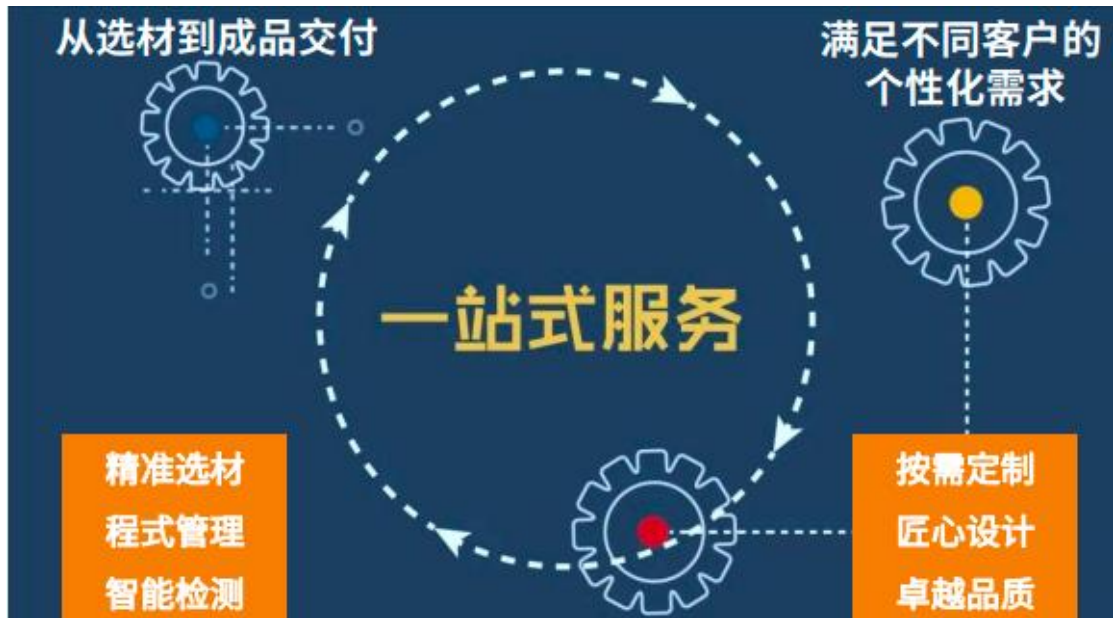 从选材到成品交付
满足不同客户的
个性化需求
一站式服务
精准选材
程式管理
智能检测
按需定制
匠心设计
卓越品质